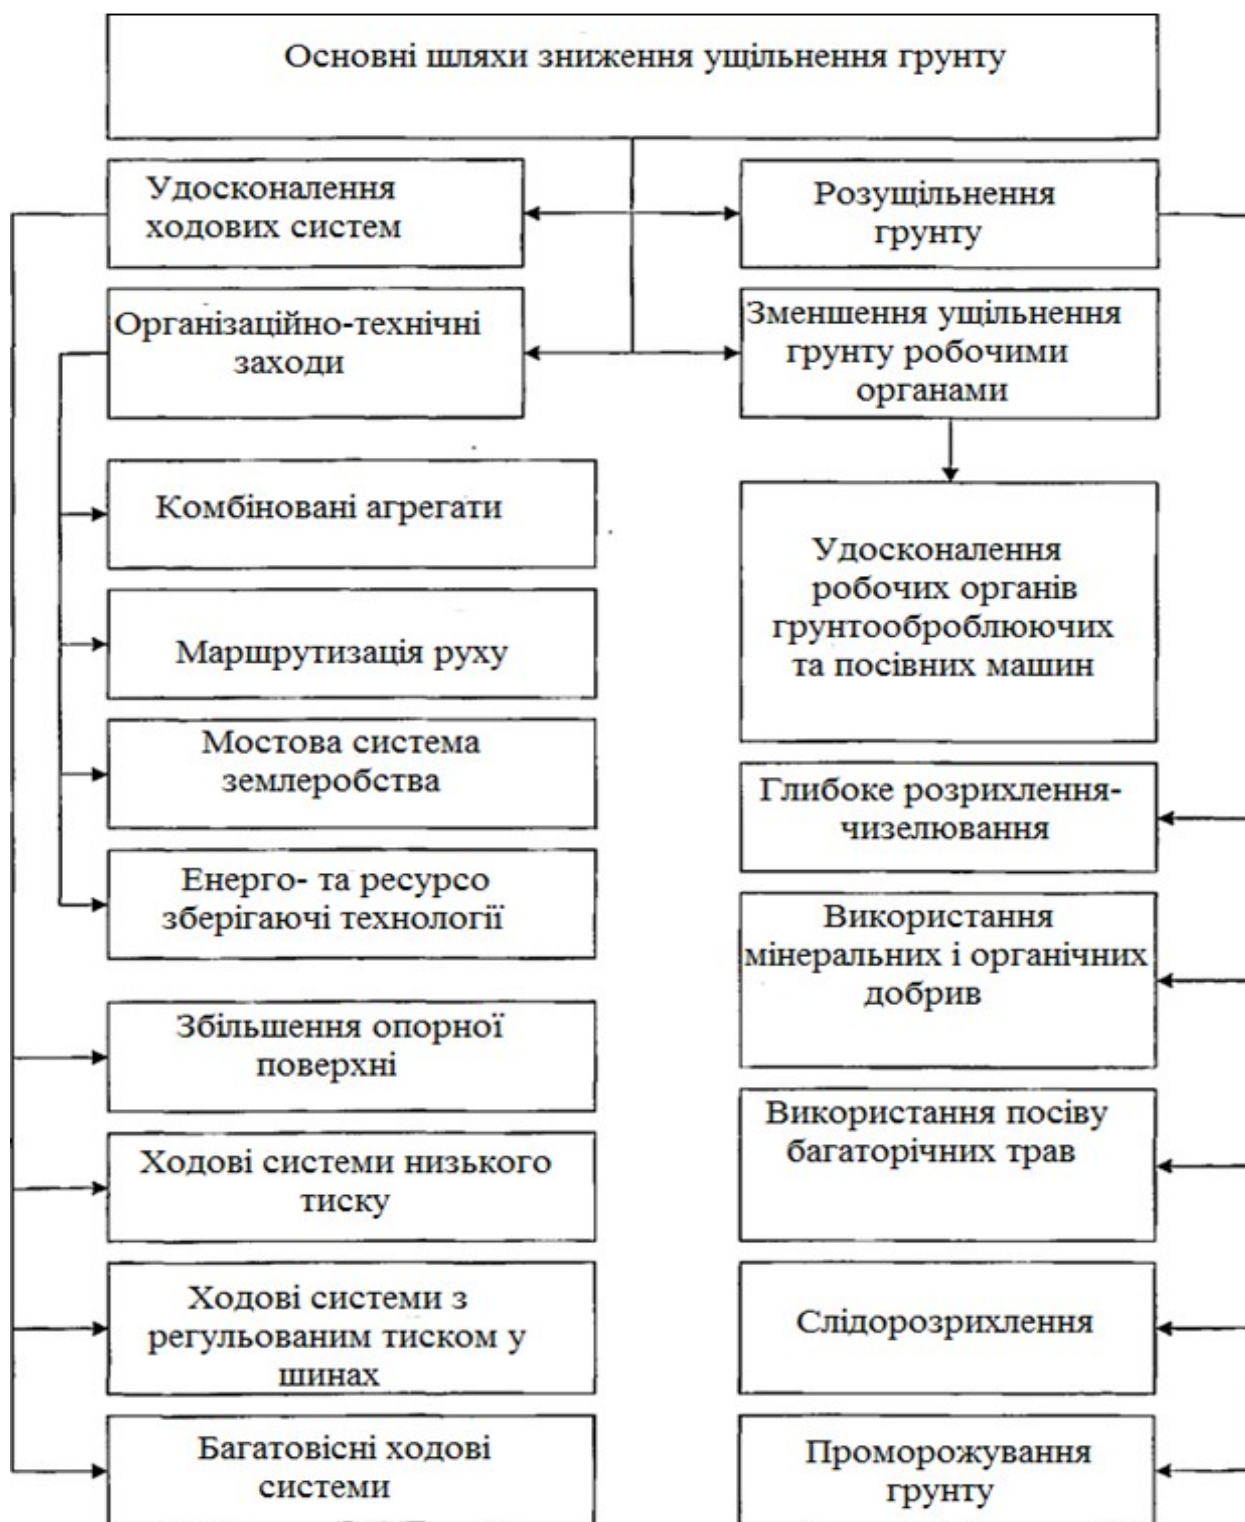 Основні шляхи зниження ущільнення грунту
Удосконалення
ходових систем
Розущільнення
грунту
Організаційно-технічні
заходи
Зменшення ущільнення
грунту робочими
органами
Комбіновані агрегати
Маршрутизація руху
Мостова система
землеробства
Енерго- та ресурсо
зберігаючі технології
Збільшення опорної
поверхні
Ходові системи низького
тиску
Ходові системи з
регульованим тиском у
шинах
Багатовісні ходові
системи
Удосконалення
робочих органів
грунтооброблюючих
та посівних машин
Глибоке розрихлення-
чизелювання
Використання
мінеральних і органічних
добрив
Використання посіву
багаторічних трав
Слідорозрихлення
Проморожування
грунту